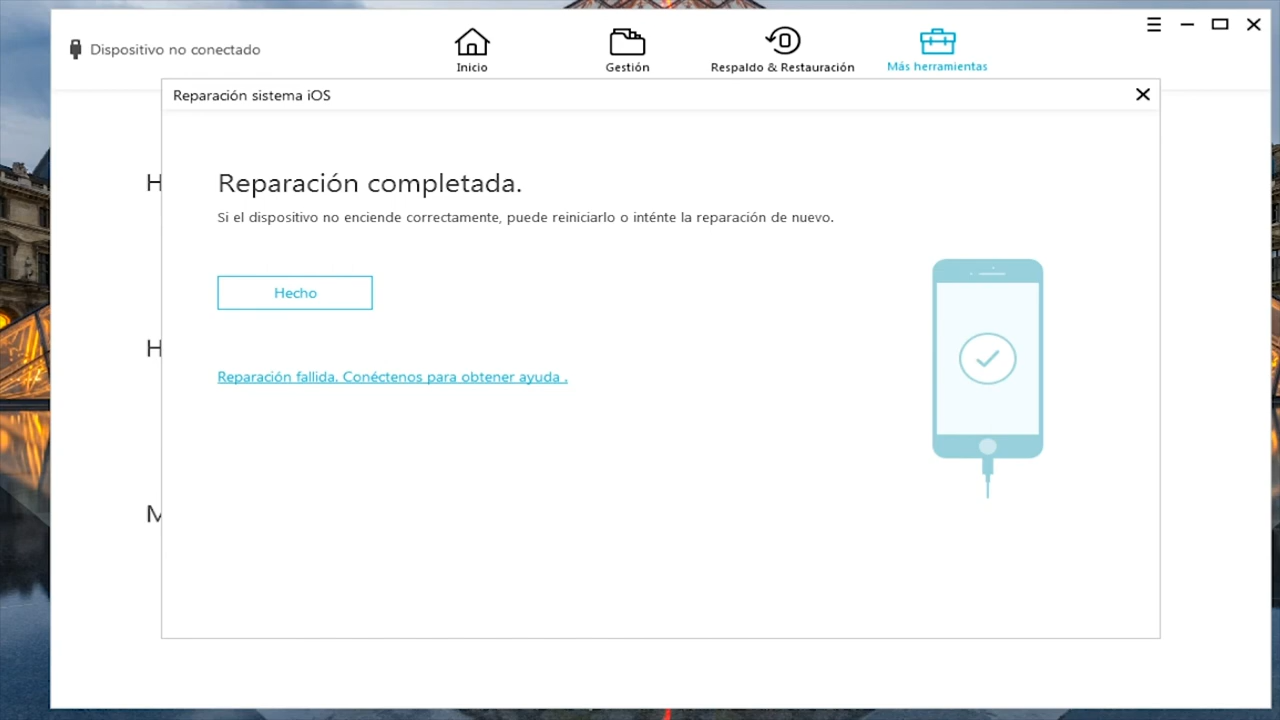 Dispositivo no conectado
Inicio
Gestión
Respaldo & Restauración
Más herramientas
Reparación sistema iOS
Reparación completada.
Si el dispositivo no enciende correctamente, puede reiniciarlo o inténte la reparación de nuevo.
Hecho
Reparación fallida. Conéctenos para obtener ayuda .
H
H
M